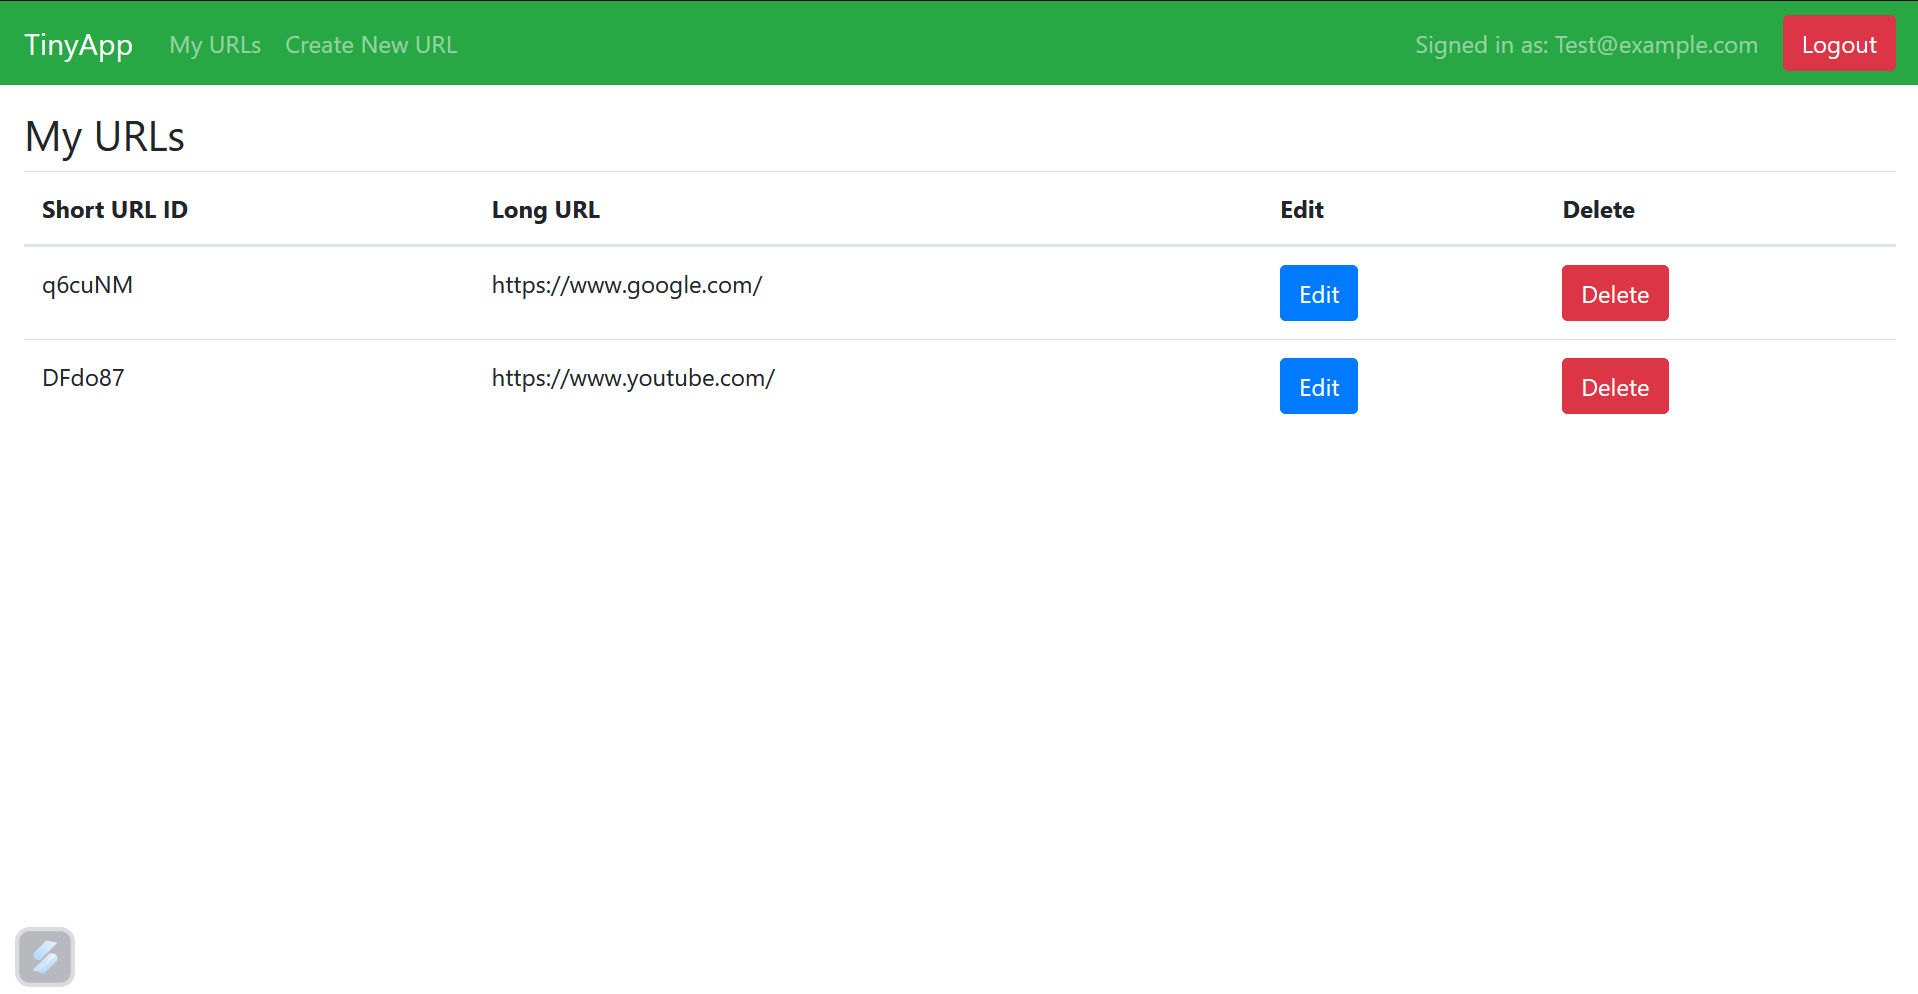 TinyApp My URLs Create New URL Signed in as: Test@example.com Logout
My URLs
Short URL ID Long URL Edit Delete
q6cuNM https://www.google.com/ Edit Delete
DFdo87 https://www.youtube.com/ Edit Delete